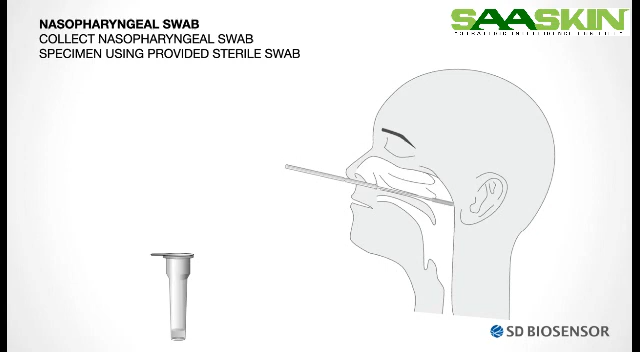 NASOPHARYNGEAL SWAB
COLLECT NASOPHARYNGEAL SWAB
SPECIMEN USING PROVIDED STERILE SWAB
SAASKIN
SD BIOSENSOR